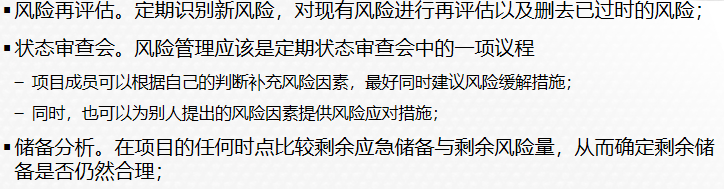 ▪ 风险再评估。定期识别新风险，对现有风险进行再评估以及删去已过时的风险；
▪ 状态审查会。风险管理应该是定期状态审查会中的一项议程
– 项目成员可以根据自己的判断补充风险因素，最好同时建议风险缓解措施；
– 同时，也可以为别人提出的风险因素提供风险应对措施；
▪ 储备分析。在项目的任何时点比较剩余应急储备与剩余风险量，从而确定剩余储
备是否仍然合理；